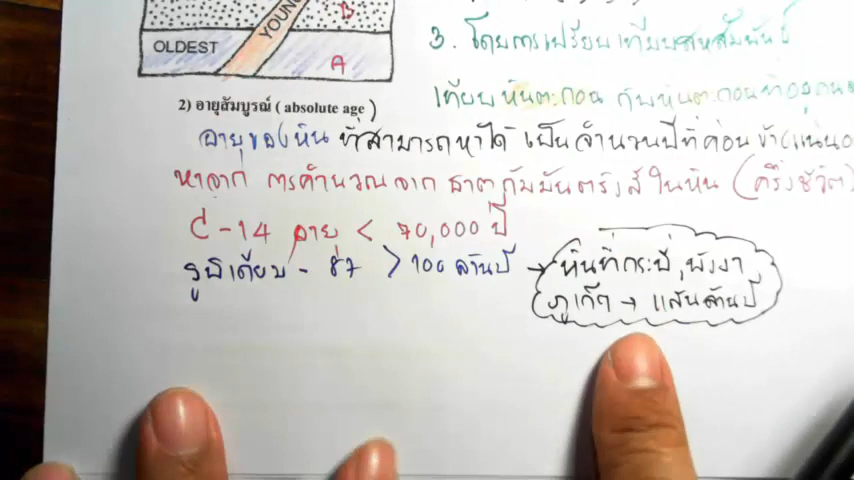 B
YOUNG
OLDEST
A
3. โดยการเปรียบเทียบสหสัมพันธ์
เทียบหินตะกอน กับหินตะกอนที่อยู่
2) อายุสัมบูรณ์ ( absolute age )
อายุของหิน ที่สามารถหาได้ เป็นจำนวนปีที่ค่อนข้างแน่นอ
หาจาก การคำนวณจาก ธาตุกัมมันตรังสี ในหิน (ครึ่งชีวิต)
C-14 อายุ < 70,000 ปี
รูบิเดียม - 87 > 100 ล้านปี →
หินที่กระบี่, พังงา
ภูเก็ต → แสนล้านปี